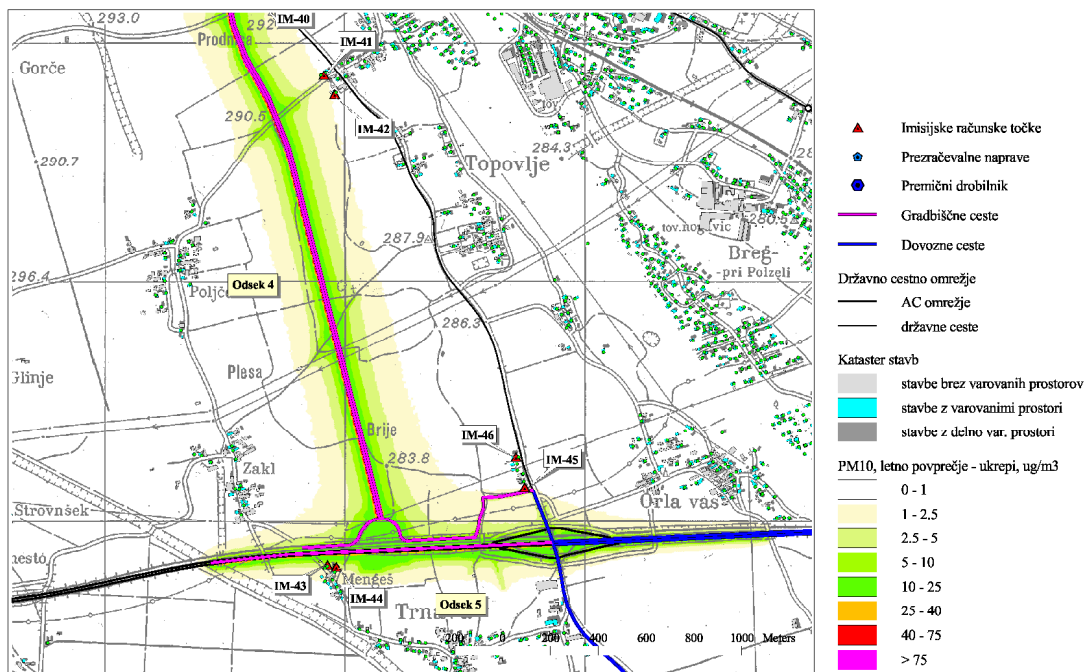 293.0
292
IM-40
Prodnica
IM-41
Gorče
290.5
IM-42
290.7
Topovlje
284.3
tov.nogavic
280.5
Breg-
pri Polzeli
287.9
296.4
Odsek 4
286.3
Glinje
Plesa
Brije
IM-46
283.8
IM-45
Zakl
Orla vas
Strovnšek
IM-43
Menges
IM-44
Odsek 5
200 0 200 400 600 800 1000 Meters
Imisijske računske točke
Prezračevalne naprave
Premični drobilnik
Gradbiščne ceste
Dovozne ceste
Državno cestno omrežje
AC omrežje
državne ceste
Kataster stavb
stavbe brez varovanih prostorov
stavbe z varovanimi prostori
stavbe z delno var. prostori
PM10, letno povprečje - ukrepi, ug/m3
0 - 1
1 - 2,5
2.5 - 5
5 - 10
10 - 25
25 - 40
40 - 75
> 75